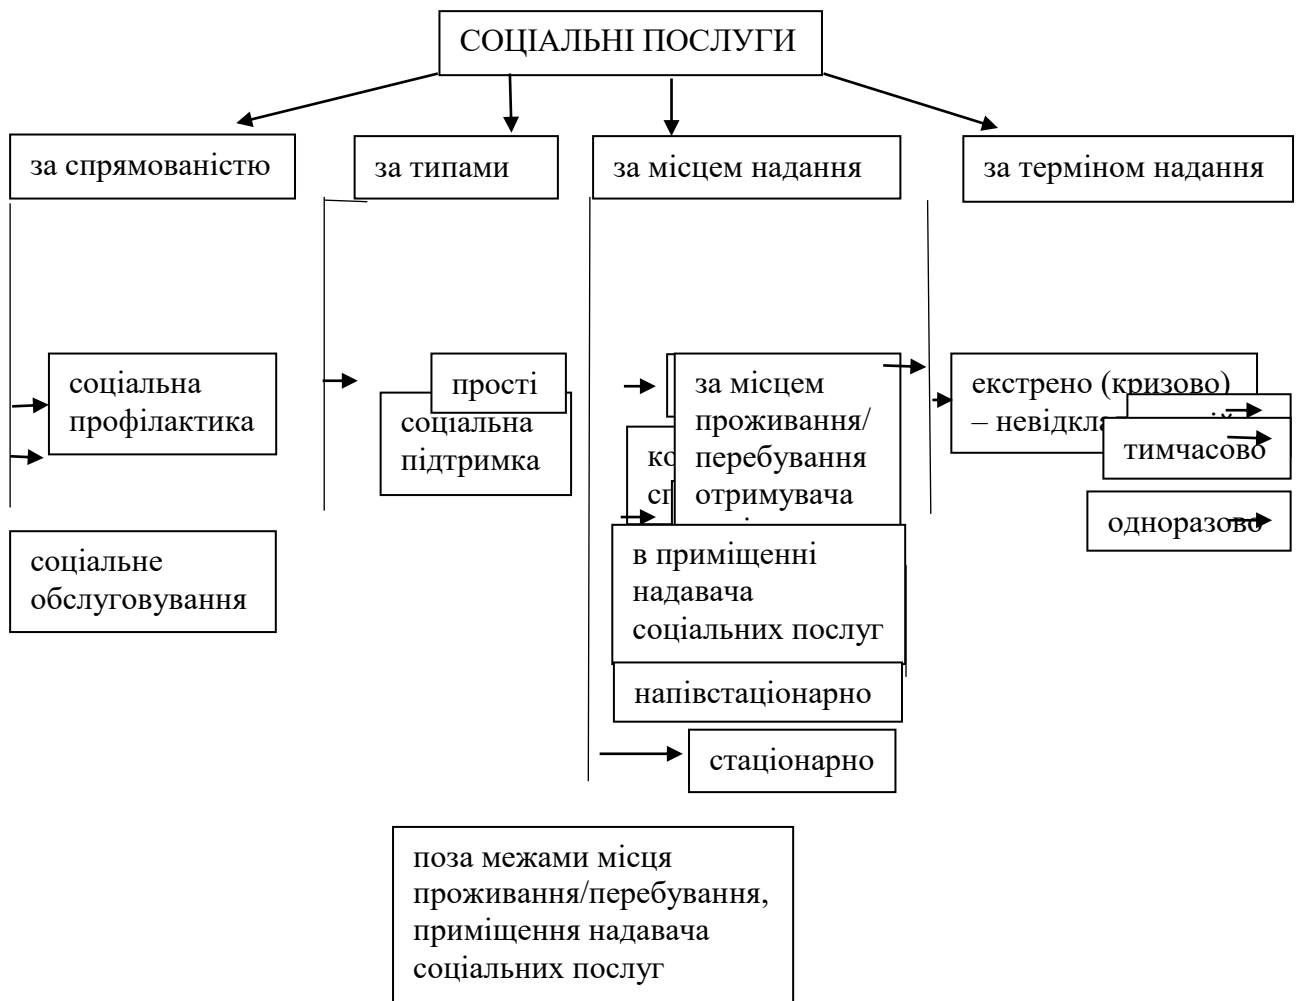 СОЦІАЛЬНІ ПОСЛУГИ
за спрямованістю
за типами
за місцем надання
за терміном надання
соціальна
профілактика
соціальне
обслуговування
прості
соціальна
підтримка
за місцем
проживання/
перебування
отримувача
в приміщенні
надавача
соціальних послуг
напівстаціонарно
стаціонарно
поза межами місця
проживання/перебування,
приміщення надавача
соціальних послуг
екстрено (кризово)
–
тимчасово
одноразово